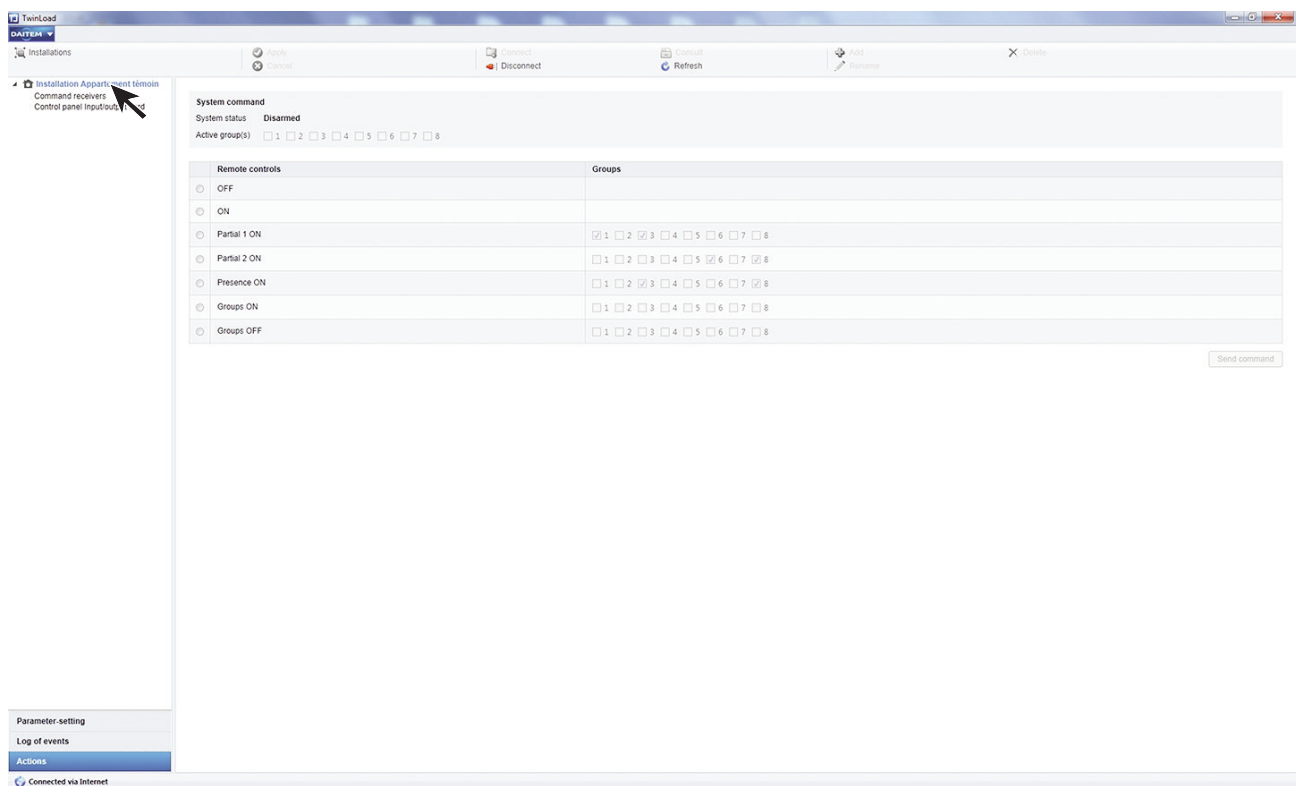 TwinLoad
DAITEM
Installations
Apply
Cancel
Connect
Disconnect
Consult
Refresh
Add
Rename
Delete
Installation Appartement témoin
Command receivers
Control panel Input/output
System command
System status Disarmed
Active group(s) 1 2 3 4 5 6 7 8
Remote controls Groups
OFF
ON
Partial 1 ON 1 2 3 4 5 6 7 8
Partial 2 ON 1 2 3 4 5 6 7 8
Presence ON 1 2 3 4 5 6 7 8
Groups ON 1 2 3 4 5 6 7 8
Groups OFF 1 2 3 4 5 6 7 8
Send command
Parameter-setting
Log of events
Actions
Connected via Internet